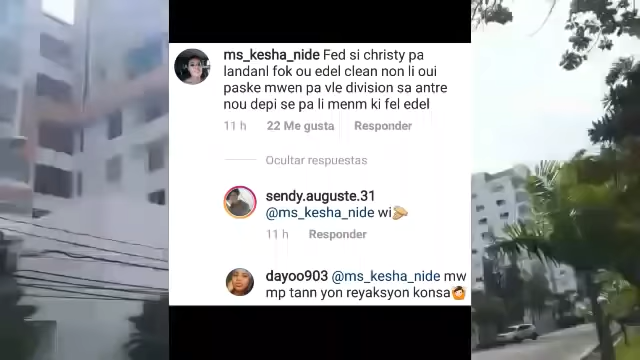 ms_kesha_nide Fed si christy pa
landanl fok ou edel clean non li oui
paske mwen pa vle division sa antre
nou depi se pa li menm ki fel edel
11 h 22 Me gusta Responder
Ocultar respuestas
sendy.auguste.31
@ms_kesha_nide wi👏
11 h Responder
dayoo903 @ms_kesha_nide mw
mp tann yon reyaksyon konsa🙆